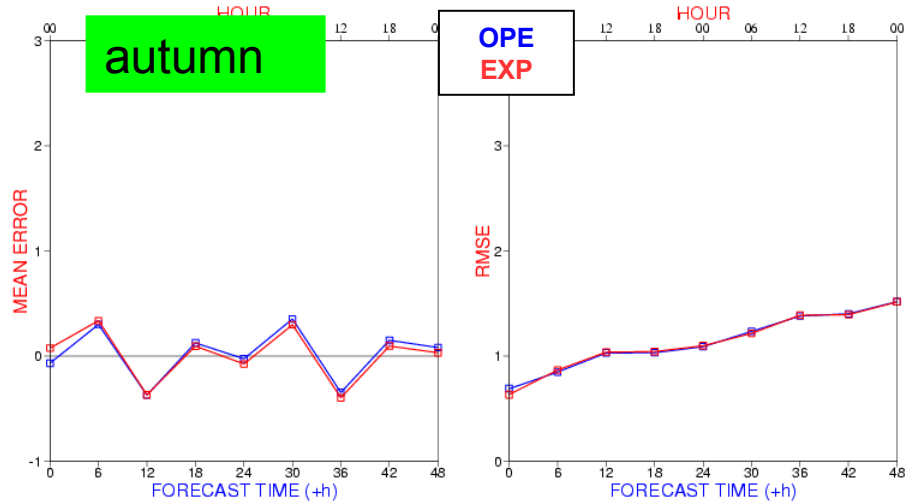 HOUR
00 12 18
autumn
3
2
1
0
-1
MEAN ERROR
0 6 12 18 24 30 36 42 48
FORECAST TIME (+h)
OPE
EXP
HOUR
12 18 00 06 12 18 00
3
2
1
0
RMSE
0 6 12 18 24 30 36 42 48
FORECAST TIME (+h)